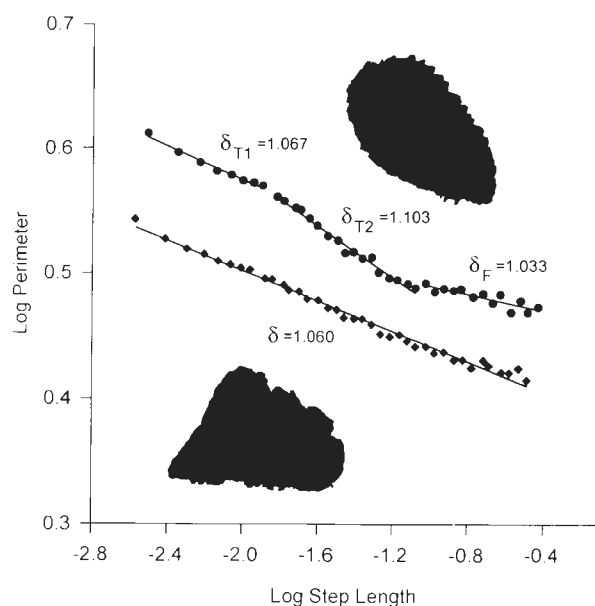 0.7
0.6
0.5
0.4
0.3
Log Perimeter
δT1 =1.067
δT2 =1.103
δF =1.033
δ =1.060
-2.8 -2.4 -2.0 -1.6 -1.2 -0.8 -0.4
Log Step Length